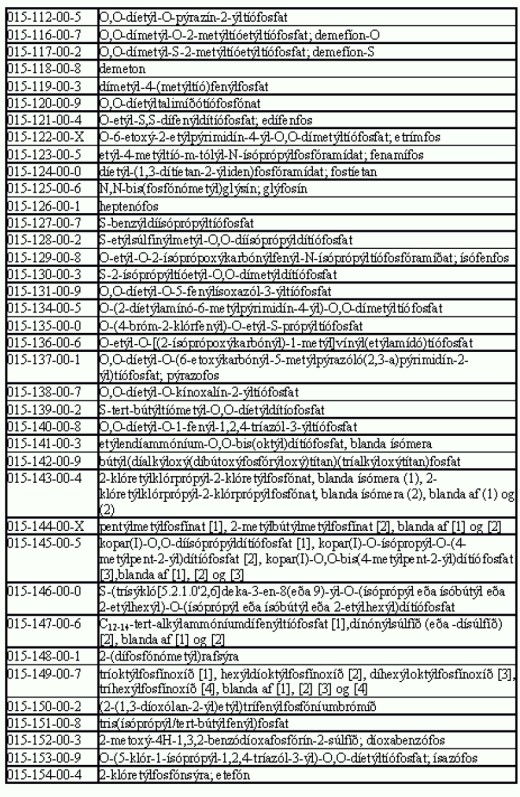 015-112-00-5 O,O-díetýl-O-pýrazín-2-ýltíófosfat
015-116-00-7 O,O-dímetýl-O-2-metýltíóetýltíófosfat; demefíon-O
015-117-00-2 O,O-dímetýl-S-2-metýltíóetýltíófosfat; demefíon-S
015-118-00-8 demeton
015-119-00-3 dímetýl-4-(metýltíó)fenýlfosfat
015-120-00-9 O,O-díetýltalimíðótíófosfónat
015-121-00-4 O-etýl-S,S-dífenýldítíófosfat; edífenfos
015-122-00-X O-6-etoxý-2-etýlpýrimídín-4-ýl-O,O-dímetýltíófosfat; etrímfos
015-123-00-5 etýl-4-metýltíó-m-tólýl-N-ísóprópýlfosfóramídat; fenamífos
015-124-00-0 díetýl-(1,3-dítíetan-2-ýliden)fosfóramídat; fostíetan
015-125-00-6 N,N-bis(fosfónómetýl)glýsín; glýfosín
015-126-00-1 heptenófos
015-127-00-7 S-benzýldíísóprópýltíófosfat
015-128-00-2 S-etýlsúlfinýlmetýl-O,O-díísóprópýldítíófosfat
015-129-00-8 O-etýl-O-2-ísóprópoxýkarbónýlfenýl-N-ísóprópýltíófosfóramíðat; ísófenfos
015-130-00-3 S-2-ísóprópýltíóetýl-O,O-dímetýldítíófosfat
015-131-00-9 O,O-díetýl-O-5-fenýlísoxazól-3-ýltíófosfat
015-134-00-5 O-(2-díetýlamínó-6-metýlpýrimídín-4-ýl)-O,O-dímetýltíófosfat
015-135-00-0 O-(4-bróm-2-klórfenýl)-O-etýl-S-própýltíófosfat
015-136-00-6 O-etýl-O-[(2-ísóprópoxýkarbónýl)-1-metýl]vínýl(etýlamídó)tíófosfat
015-137-00-1 O,O-díetýl-O-(6-etoxýkarbónýl-5-metýlpýrazóló(2,3-a)pýrimídín-2-
ýl)tíófosfat; pýrazofos
015-138-00-7 O,O-díetýl-O-kínoxalín-2-ýltíófosfat
015-139-00-2 S-tert-bútýltíómetýl-O,O-díetýldítíofosfat
015-140-00-8 O,O-díetýl-O-1-fenýl-1,2,4-tríazól-3-ýltíófosfat
015-141-00-3 etýlendíammóníum-O,O-bis(oktýl)dítíófosfat, blanda ísómera
015-142-00-9 bútýl(díalkýloxý(díbútoxýfosfórýloxý)títan)(tríalkýloxýtítan)fosfat
015-143-00-4 2-klóretýlklórprópýl-2-klóretýlfosfónat, blanda ísómera (1), 2-
klóretýlklórprópýl-2-klórprópýlfosfónat, blanda ísómera (2), blanda af (1) og
(2)
015-144-00-X pentýlmetýlfosfínat [1], 2-metýlbútýlmetýlfosfínat [2], blanda af [1] og [2]
015-145-00-5 kopar(I)-O,O-díísóprópýldítíófosfat [1], kopar(I)-O-ísópropýl-O-(4-
metýlpent-2-ýl)dítíófosfat [2], kopar(I)-O,O-bis(4-metýlpent-2-ýl)dítíófosfat
[3],blanda af [1], [2] og [3]
015-146-00-0 S-(trísýkló[5.2.1.0'2,6]deka-3-en-8(eða 9)-ýl-O-(ísóprópýl eða ísóbútýl eða
2-etýlhexýl)-O-(ísóprópýl eða ísóbútýl eða 2-etýlhexýl)dítíófosfat
015-147-00-6 C12-14-tert-alkýlammóníumdífenýltíófosfat [1],dínónýlsúlfíð (eða -dísúlfíð)
[2], blanda af [1] og [2]
015-148-00-1 2-(dífosfónómetýl)rafsýra
015-149-00-7 tríoktýlfosfínoxíð [1], hexýldíoktýlfosfínoxíð [2], díhexýloktýlfosfínoxíð [3],
tríhexýlfosfínoxíð [4], blanda af [1], [2] [3] og [4]
015-150-00-2 (2-(1,3-díoxólan-2-ýl)etýl)trífenýlfosfóníumbrómíð
015-151-00-8 tris(ísóprópýl/tert-bútýlfenýl)fosfat
015-152-00-3 2-metoxý-4H-1,3,2-benzódíoxafosfórín-2-súlfíð; díoxabenzófos
015-153-00-9 O-(5-klór-1-ísóprópýl-1,2,4-tríazól-3-ýl)-O,O-díetýltíófosfat; ísazófos
015-154-00-4 2-klóretýlfosfónsýra; etefón